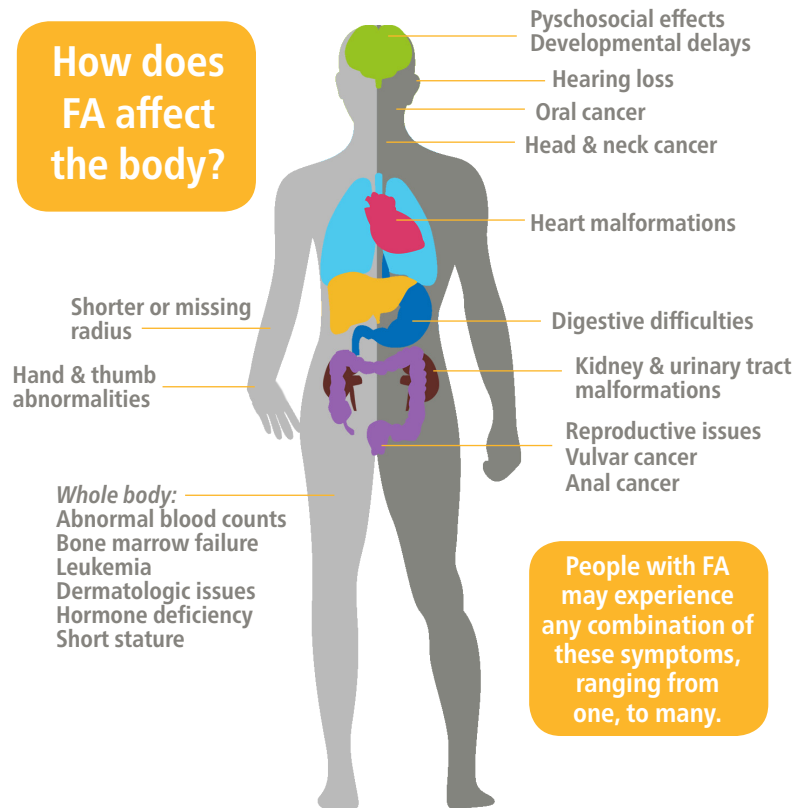 How does
FA affect
the body?
Pyschosocial effects
Developmental delays
Hearing loss
Oral cancer
Head & neck cancer
Heart malformations
Shorter or missing
radius
Digestive difficulties
Hand & thumb
abnormalities
Kidney & urinary tract
malformations
Reproductive issues
Vulvar cancer
Anal cancer
Whole body:
Abnormal blood counts
Bone marrow failure
Leukemia
Dermatologic issues
Hormone deficiency
Short stature
People with FA
may experience
any combination of
these symptoms,
ranging from
one, to many.